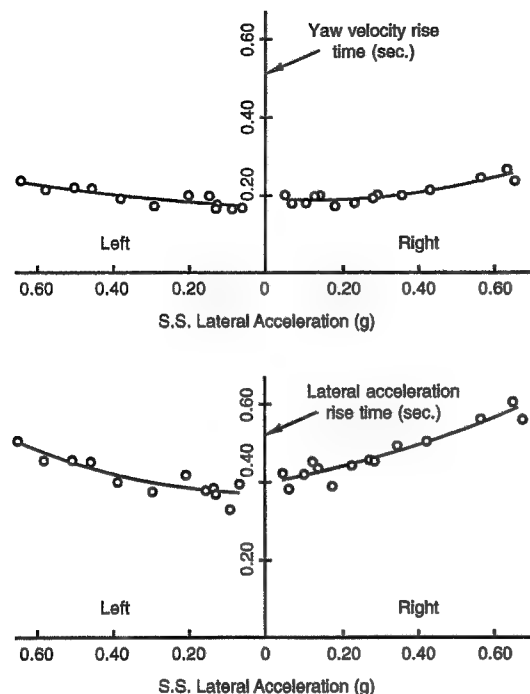 0.60
Yaw velocity rise
time (sec.)
0.40
0.20
Left
Right
0.60 0.40 0.20 0 0.20 0.40 0.60
S.S. Lateral Acceleration (g)
0.60
Lateral acceleration
rise time (sec.)
0.40
0.20
Left
Right
0.60 0.40 0.20 0 0.20 0.40 0.60
S.S. Lateral Acceleration (g)